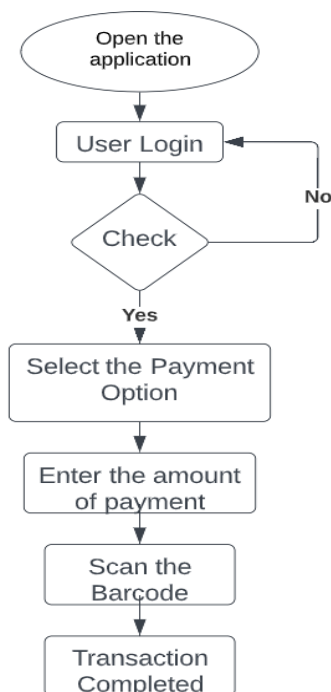 Open the
application
User Login
No
Check
Yes
Select the Payment
Option
Enter the amount
of payment
Scan the
Barcode
Transaction
Completed